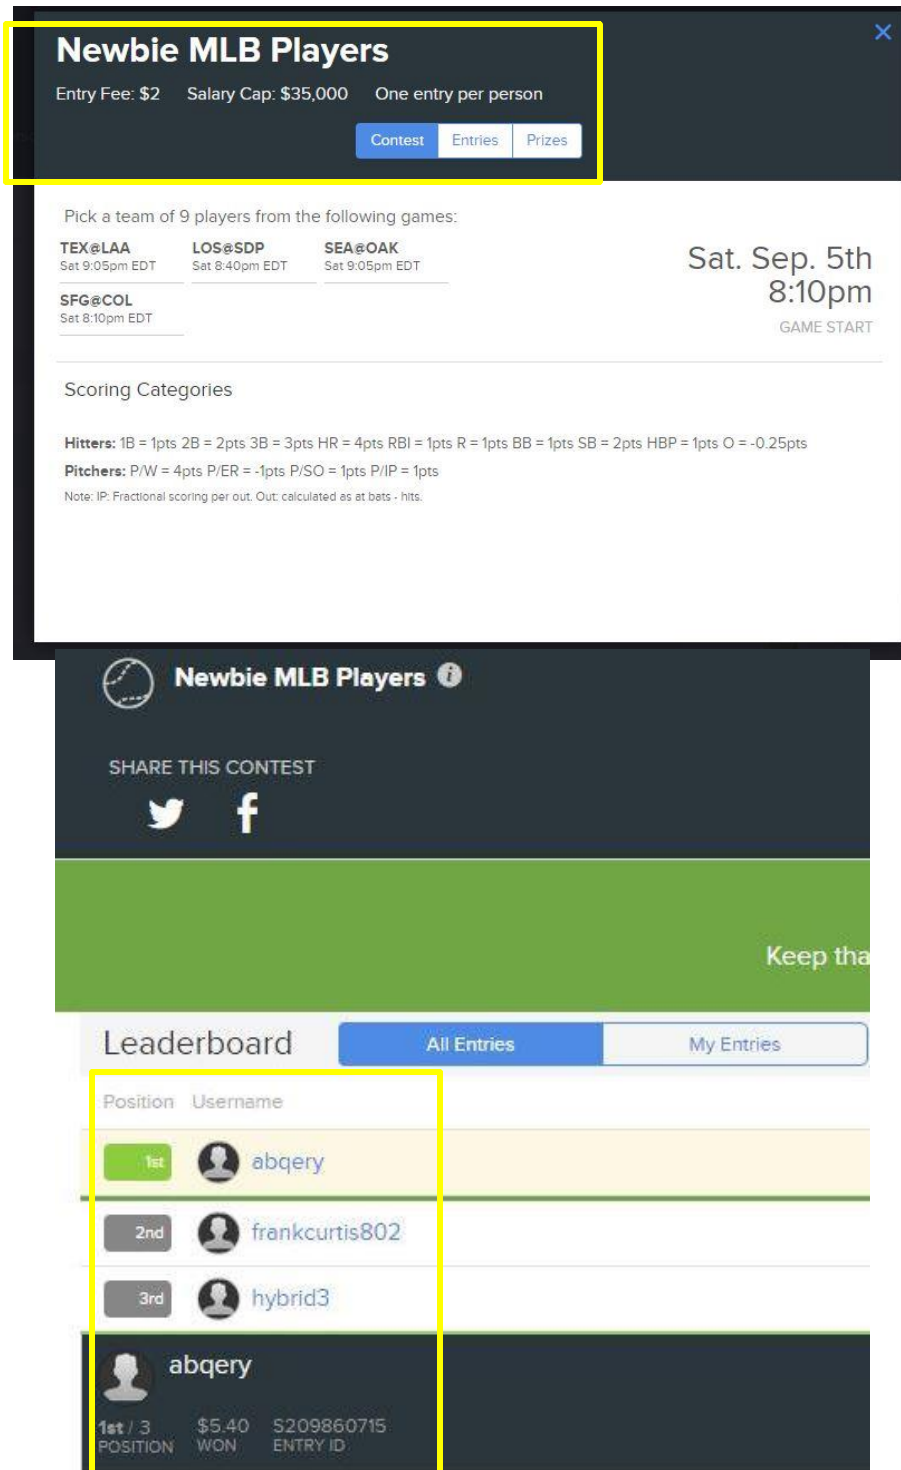 Newbie MLB Players
Entry Fee: $2 Salary Cap: $35,000 One entry per person
Contest Entries Prizes
Pick a team of 9 players from the following games:
TEX@LAA LOS@SDP SEA@OAK
Sat 9:05pm EDT Sat 8:40pm EDT Sat 9:05pm EDT
SFG@COL
Sat 8:10pm EDT
Sat. Sep. 5th
8:10pm
GAME START
Scoring Categories
Hitters: 1B = 1pts 2B = 2pts 3B = 3pts HR = 4pts RBI = 1pts R = 1pts BB = 1pts SB = 2pts HBP = 1pts O = -0.25pts
Pitchers: P/W = 4pts P/ER = -1pts P/SO = 1pts P/IP = 1pts
Note: IP: Fractional scoring per out. Out: calculated as at bats - hits.
Newbie MLB Players
SHARE THIS CONTEST
Keep tha
Leaderboard All Entries My Entries
Position Username
1st abqery
2nd frankcurtis802
3rd hybrid3
abqery
1st / 3 $5.40 S209860715
POSITION WON ENTRY ID